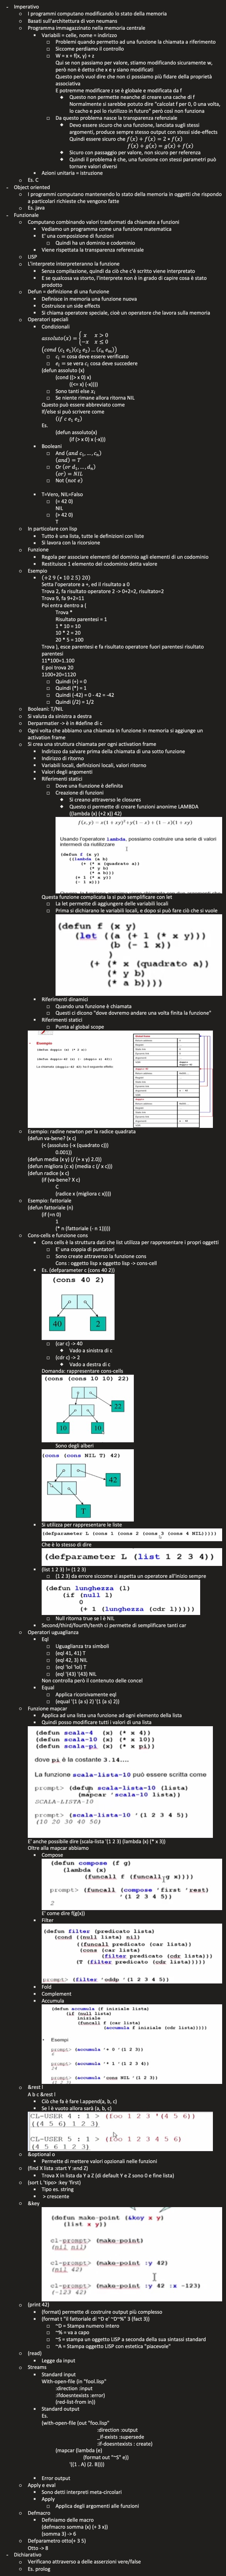 - Imperativo
o I programmi computano modificando lo stato della memoria
o Basati sull'architettura di von neumans
o Programma immagazzinato nella memoria centrale
▪ Variabili = celle, nome = indirizzo
□ Problemi quando permetto ad una funzione la chiamata a riferimento
□ Siccome perdiamo il controllo
□ W = x + f(x, y) + z
Qui se non passiamo per valore, stiamo modificando sicuramente w, però non è detto che x e y siano modificati
Questo però vuol dire che non ci possiamo più fidare della proprietà associativa
E potremmo modificare z se è globale e modificata da f
◆ Questo non permette neanche di creare una cache di f
Normalmente si sarebbe potuto dire "calcola f per 0, 0 una volta, fai cache e poi lo riutilizzo in futuro" però così non funziona
□ Da questo problema nasce la transparenza referenziale
◆ Devo essere sicuro che una funzione, lanciata sugli stessi argomenti, produce sempre stesso output con stessi side-effects
Quindi essere sicuro che f(x) + f(x) = 2 * f(x)
f(x) + g(x) = g(x) + f(x)
◆ Sicuro con passaggio per valore, non sicuro per referenza
◆ Quindi il problema è che, una funzione con stessi parametri può tornare valori diversi
▪ Azioni unitaria = istruzione
o Es. C
- Object oriented
o I programmi computano mantenendo lo stato della memoria in oggetti che rispondo a particolari richieste che vengono fatte
o Es. java
- Funzionale
o Computano combinando valori trasformati da chiamate a funzioni
▪ Vediamo un programma come una funzione matematica
▪ E' una composizione di funzioni
□ Quindi ha un dominio e codominio
▪ Viene rispettata la transparenza referenziale
o LISP
o L'interprete interpreteranno la funzione
▪ Senza compilazione, quindi da ciò che c'è scritto viene interpretato
▪ E se qualcosa va storto, l'interprete non è in grado di capire cosa è stato prodotto
o Defun = definizione di una funzione
▪ Definisce in memoria una funzione nuova
▪ Costruisce un side effects
▪ Si chiama operatore speciale, cioè un operatore che lavora sulla memoria
o Operatori speciali
▪ Condizionali
assoluto(x) = { x x > 0
-x x ≤ 0
(cond (c1 e1)(c2 e2) ... (cn en))
□ ci = cosa deve essere verificato
□ ei = se vera ci cosa deve succedere
(defun assoluto (x)
(cond ((> x 0) x)
((<= x) (-x))))
□ Sono tanti else
□ Se niente rimane allora ritorna NIL
Questo può essere abbreviato come
If/else si può scrivere come
(if c e1 e2)
Es.
(defun assoluto(x)
(if (> x 0) x (-x)))
▪ Booleani
□ And (and c1, ..., cn)
(and) = T
□ Or (or d1, ..., dn)
(or) = NIL
□ Not (not e)
▪ T=Vero, NIL=Falso
□ (= 42 0)
NIL
□ (> 42 0)
T
o In particolare con lisp
▪ Tutto è una lista, tutte le definizioni con liste
▪ Si lavora con la ricorsione
o Funzione
▪ Regola per associare elementi del dominio agli elementi di un codominio
▪ Restituisce 1 elemento del codominio detta valore
o Esempio
▪ (+ 2 9 (* 10 2 5) 20)
Setta l'operatore a +, ed il risultato a 0
Trova 2, fa risultato operatore 2 -> 0+2=2, risultato=2
Trova 9, fa 9+2=11
Poi entra dentro a (
Trova *
Risultato parentesi = 1
1 * 10 = 10
10 * 2 = 20
20 * 5 = 100
Trova ), esce parentesi e fa risultato operatore fuori parentesi risultato parentesi
11*100=1.100
E poi trova 20
1100+20=1120
□ Quindi (+) = 0
□ Quindi (*) = 1
□ Quindi (-42) = 0 - 42 = -42
□ Quindi (/2) = 1/2
o Booleani: T/NIL
o Si valuta da sinistra a destra
o Derparmatier -> è in #define di c
o Ogni volta che abbiamo una chiamata in funzione in memoria si aggiunge un activation frame
o Si crea una struttura chiamata per ogni activation frame
▪ Indirizzo da salvare prima della chiamata di una sotto funzione
▪ Indirizzo di ritorno
▪ Variabili locali, definizioni locali, valori ritorno
▪ Valori degli argomenti
▪ Riferimenti statici
□ Dove una funzione è definita
□ Creazione di funzioni
◆ Si creano attraverso le closures
◆ Questo ci permette di creare funzioni anonime LAMBDA
((lambda (x) (+2 x)) 42)
f(x, y) = x(1 + xy)² + y(1 − y) + (1 + xy)(1 − y)
Usando l'operatore lambda, possiamo costruire una serie di valori intermedi da riutilizzare
(defun f (x y)
((lambda (a b)
(+ (* x (quadrato a))
(* y b)
(* a b)))
(+ 1 (* x y))
(- 1 y)))
Questa funzione complicata la si può semplificare con let
□ La let permette di aggiungere delle variabili locali
□ Prima si dichiarano le variabili locali, e dopo si può fare ciò che si vuole
(defun f (x y)
(let ((a (+ 1 (* x y)))
(b (- 1 x))
)
(+ (* x (quadrato a))
(* y b)
(* a b))))
▪ Riferimenti dinamici
□ Quando una funzione è chiamata
□ Questi ci dicono "dove dovremo andare una volta finita la funzione"
▪ Riferimenti statici
□ Punta al global scope
Esempio
o Esempio: radine newton per la radice quadrata
(defun va-bene? (x c)
(< (assoluto (-x (quadrato c)))
0.001))
(defun media (x y) (/ (+ x y) 2.0))
(defun migliora (c x) (media c (/ x c)))
(defun radice (x c)
(if (va-bene? X c)
C
(radice x (migliora c x))))
o Esempio: fattoriale
(defun fattoriale (n)
(if (=n 0)
1
(* n (fattoriale (- n 1)))))
o Cons-cells e funzione cons
▪ Cons cells è la struttura dati che list utilizza per rappresentare i propri oggetti
□ E' una coppia di puntatori
□ Sono create attraverso la funzione cons
Cons : oggetto lisp x oggetto lisp -> cons-cell
▪ Es. (defparameter c (cons 40 2))
(cons 40 2)
40
2
□ (car c) -> 40
◆ Vado a sinistra di c
□ (cdr c) -> 2
◆ Vado a destra di c
Domanda: rappresentare cons-cells
(cons (cons 10 10) 22)
22
10
10
Sono degli alberi
(cons (cons NIL T) 42)
42
T
▪ Si utilizza per rappresentare le liste
(defparameter L (cons 1 (cons 2 (cons 3 (cons 4 NIL)))))
Che è lo stesso di dire
(defparameter L (list 1 2 3 4))
▪ (list 1 2 3) != (1 2 3)
□ (1 2 3) da errore siccome si aspetta un operatore all'inizio sempre
(defun lunghezza (l)
(if (null l)
0
(+ 1 (lunghezza (cdr l)))))
□ Null ritorna true se l è NIL
▪ Second/third/fourth/tenth ci permette di semplificare tanti car
o Operatori uguaglianza
▪ Eql
□ Uguaglianza tra simboli
□ (eql 41, 41) T
□ (eql 42, 3) NIL
□ (eql 'lol 'lol) T
□ (eql '(43) '(43) NIL
Non controlla però il contenuto delle concel
▪ Equal
□ Applica ricorsivamente eql
□ (equal '(1 (x a) 2) '(1 (x a) 2))
o Funzione mapcar
▪ Applica ad una lista una funzione ad ogni elemento della lista
▪ Quindi posso modificare tutti i valori di una lista
(defun scala-4 (x) (* x 4))
(defun scala-10 (x) (* x 10))
(defun scala-pi (x) (* x pi))
dove pi è la costante 3.14....
La funzione scala-lista-10 può essere scritta come
prompt> (defun scala-lista-10 (lista)
(mapcar 'scala-10 lista))
SCALA-LISTA-10
prompt> (scala-lista-10 '(1 2 3 4 5))
(10 20 30 40 50)
E' anche possibile dire (scala-lista '(1 2 3) (lambda (x) (* x 3))
Oltre alla mapcar abbiamo
▪ Compose
(defun compose (f g)
(lambda (x)
(funcall f (funcall g x))))
prompt> (funcall (compose 'first 'rest)
'(1 2 3 4 5))
2
E' come dire f(g(x))
▪ Filter
(defun filter (predicato lista)
(cond ((null lista) nil)
((funcall predicato (car lista))
(cons (car lista)
(filter predicato (cdr lista))))
(T (filter predicato (cdr lista)))))
prompt> (filter 'oddp '(1 2 3 4 5))
▪ Fold
▪ Complement
▪ Accumula
(defun accumula (f iniziale lista)
(if (null lista)
iniziale
(funcall f (car lista)
(accumula f iniziale (cdr lista)))))
Esempi
prompt> (accumula '+ 0 '(1 2 3))
prompt> (accumula '* 1 '(1 2 3 4))
24
prompt> (accumula 'cons NIL '(1 2 3))
(1 2 3)
o &rest l
A b c &rest l
▪ Ciò che fa è fare l.append(a, b, c)
▪ Se l è vuoto allora sarà (a, b, c)
CL-USER 4 : 1 > (foo 1 2 3 '(4 5 6))
((4 5 6) 1 2 3)
CL-USER 5 : 1 > (foo 1 2 3 4 5 6)
(4 5 6 1 2 3)
o &optional o
▪ Permette di mettere valori opzionali nelle funzioni
o (find X lista :start Y :end Z)
▪ Trova X in lista da Y a Z (di default Y e Z sono 0 e fine lista)
o (sort L 'tipo> :key 'first)
▪ Tipo es. string
▪ > crescente
o &key
(defun make-point (&key x y)
(list x y))
cl-prompt> (make-point)
(nil nil)
cl-prompt> (make-point :y 42)
(nil 42)
cl-prompt> (make-point :y 42 :x -123)
(-123 42)
o (print 42)
▪ (format) permette di costruire output più complesso
▪ (format t "Il fattoriale di ~D è ~D~%" 3 (fact 3))
□ ~D = Stampa numero intero
□ ~% = va a capo
□ ~S = stampa un oggetto LISP a seconda della sua sintassi standard
□ ~A = Stampa oggetto LISP con estetica "piacevole"
o (read)
▪ Legge da input
o Streams
▪ Standard input
With-open-file (in "fool.lisp"
:direction :input
:ifdoesntexists :error)
(red-list-from in))
▪ Standard output
Es.
(with-open-file (out "foo.lisp"
:direction :output
_if-exists :supersede
:if-doesntexists : create)
(mapcar (lambda (e)
(format out "~S" e))
'((1 . A) (2. B))))
▪ Error output
o Apply e eval
▪ Sono detti interpreti meta-circolari
▪ Apply
□ Applica degli argomenti alle funzioni
o Defmacro
▪ Definiamo delle macro
(defmacro somma (x) (+ 3 x))
(somma 3) -> 6
o Defparametro otto(+ 3 5)
Otto -> 8
- Dichiarativo
o Verificano attraverso a delle asserzioni vere/false
o Es. prolog